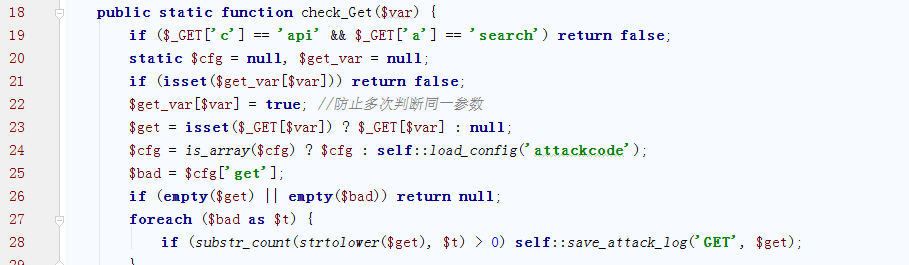 18 public static function check_Get($var) {
19 if ($_GET['c'] == 'api' && $_GET['a'] == 'search') return false;
20 static $cfg = null, $get_var = null;
21 if (isset($get_var[$var])) return false;
22 $get_var[$var] = true; //防止多次判断同一参数
23 $get = isset($_GET[$var]) ? $_GET[$var] : null;
24 $cfg = is_array($cfg) ? $cfg : self::load_config('attackcode');
25 $bad = $cfg['get'];
26 if (empty($get) || empty($bad)) return null;
27 foreach ($bad as $t) {
28 if (substr_count(strtolower($get), $t) > 0) self::save_attack_log('GET', $get);
29 }